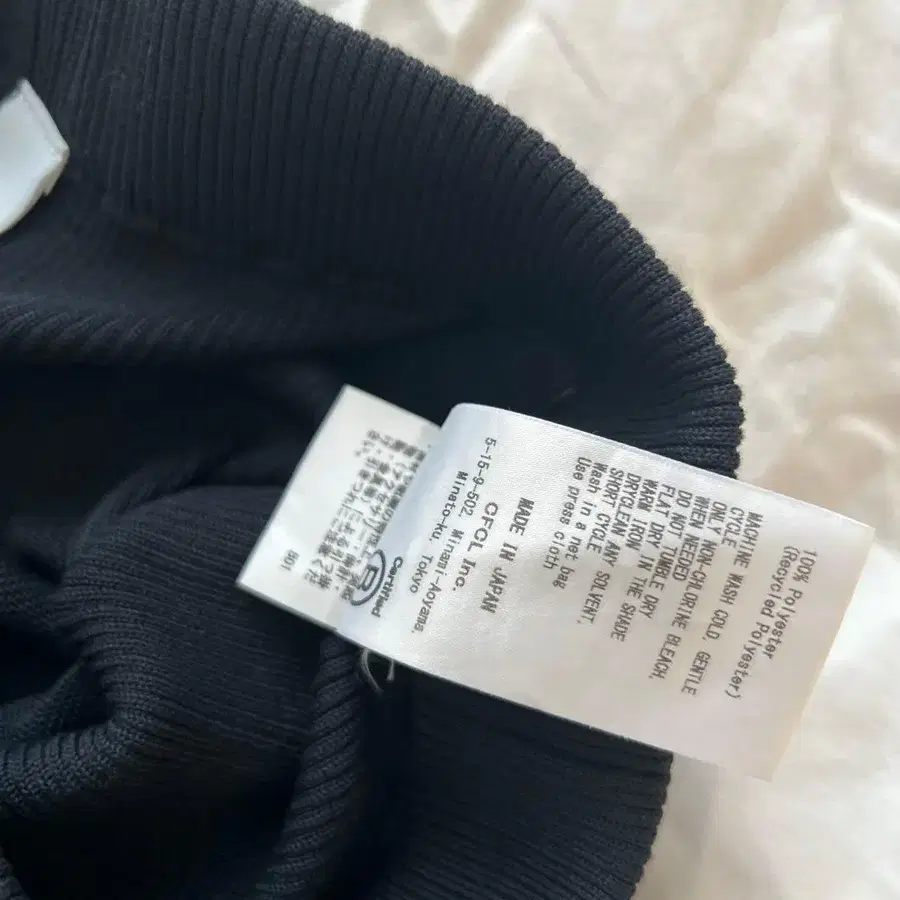 100% Polyester
(Recycled Polyester)
MACHINE WASH COLD, GENTLE
CYCLE
ONLY NON-CHLORINE BLEACH,
WHEN NEEDED
DO NOT TUMBLE DRY
FLAT DRY IN THE SHADE
WARM IRON
DRYCLEAN ANY SOLVENT,
SHORT CYCLE
Wash in a net bag
Use press cloth
MADE IN JAPAN
CFCL Inc.
5-15-9-502, Minami-Aoyama,
Minato-ku, Tokyo
Certified
B
801